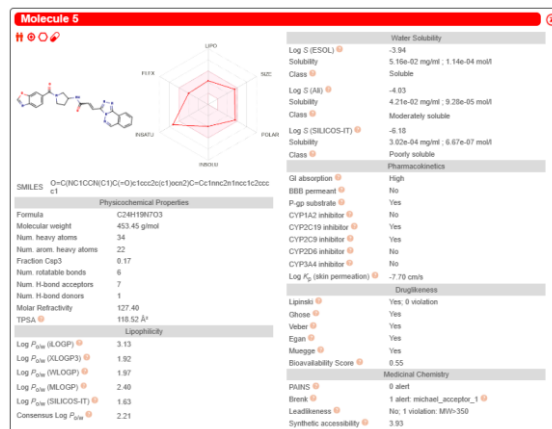 Molecule 5
LIPO
FLEX
SIZE
INSATU
POLAR
INSOLU
SMILES O=C(NC1CCN(C1)C(=O)c1ccc2c(c1)ocn2)C=Cc1nnc2n1ncc1c2ccc
c1
Physicochemical Properties
Formula C24H19N7O3
Molecular weight 453.45 g/mol
Num. heavy atoms 34
Num. arom. heavy atoms 22
Fraction Csp3 0.17
Num. rotatable bonds 6
Num. H-bond acceptors 7
Num. H-bond donors 1
Molar Refractivity 127.40
TPSA 118.52 Å²
Lipophilicity
Log Po/w (iLOGP) 3.13
Log Po/w (XLOGP3) 1.92
Log Po/w (WLOGP) 1.97
Log Po/w (MLOGP) 2.40
Log Po/w (SILICOS-IT) 1.63
Consensus Log Po/w 2.21
Water Solubility
Log S (ESOL) -3.94
Solubility 5.16e-02 mg/ml ; 1.14e-04 mol/l
Class Soluble
Log S (Ali) -4.03
Solubility 4.21e-02 mg/ml ; 9.28e-05 mol/l
Class Moderately soluble
Log S (SILICOS-IT) -6.18
Solubility 3.02e-04 mg/ml ; 6.67e-07 mol/l
Class Poorly soluble
Pharmacokinetics
GI absorption High
BBB permeant No
P-gp substrate Yes
CYP1A2 inhibitor No
CYP2C19 inhibitor Yes
CYP2C9 inhibitor Yes
CYP2D6 inhibitor No
CYP3A4 inhibitor No
Log Kp (skin permeation) -7.70 cm/s
Druglikeness
Lipinski Yes; 0 violation
Ghose Yes
Veber Yes
Egan Yes
Muegge Yes
Bioavailability Score 0.55
Medicinal Chemistry
PAINS 0 alert
Brenk 1 alert: michael_acceptor_1
Leadlikeness No; 1 violation: MW>350
Synthetic accessibility 3.93